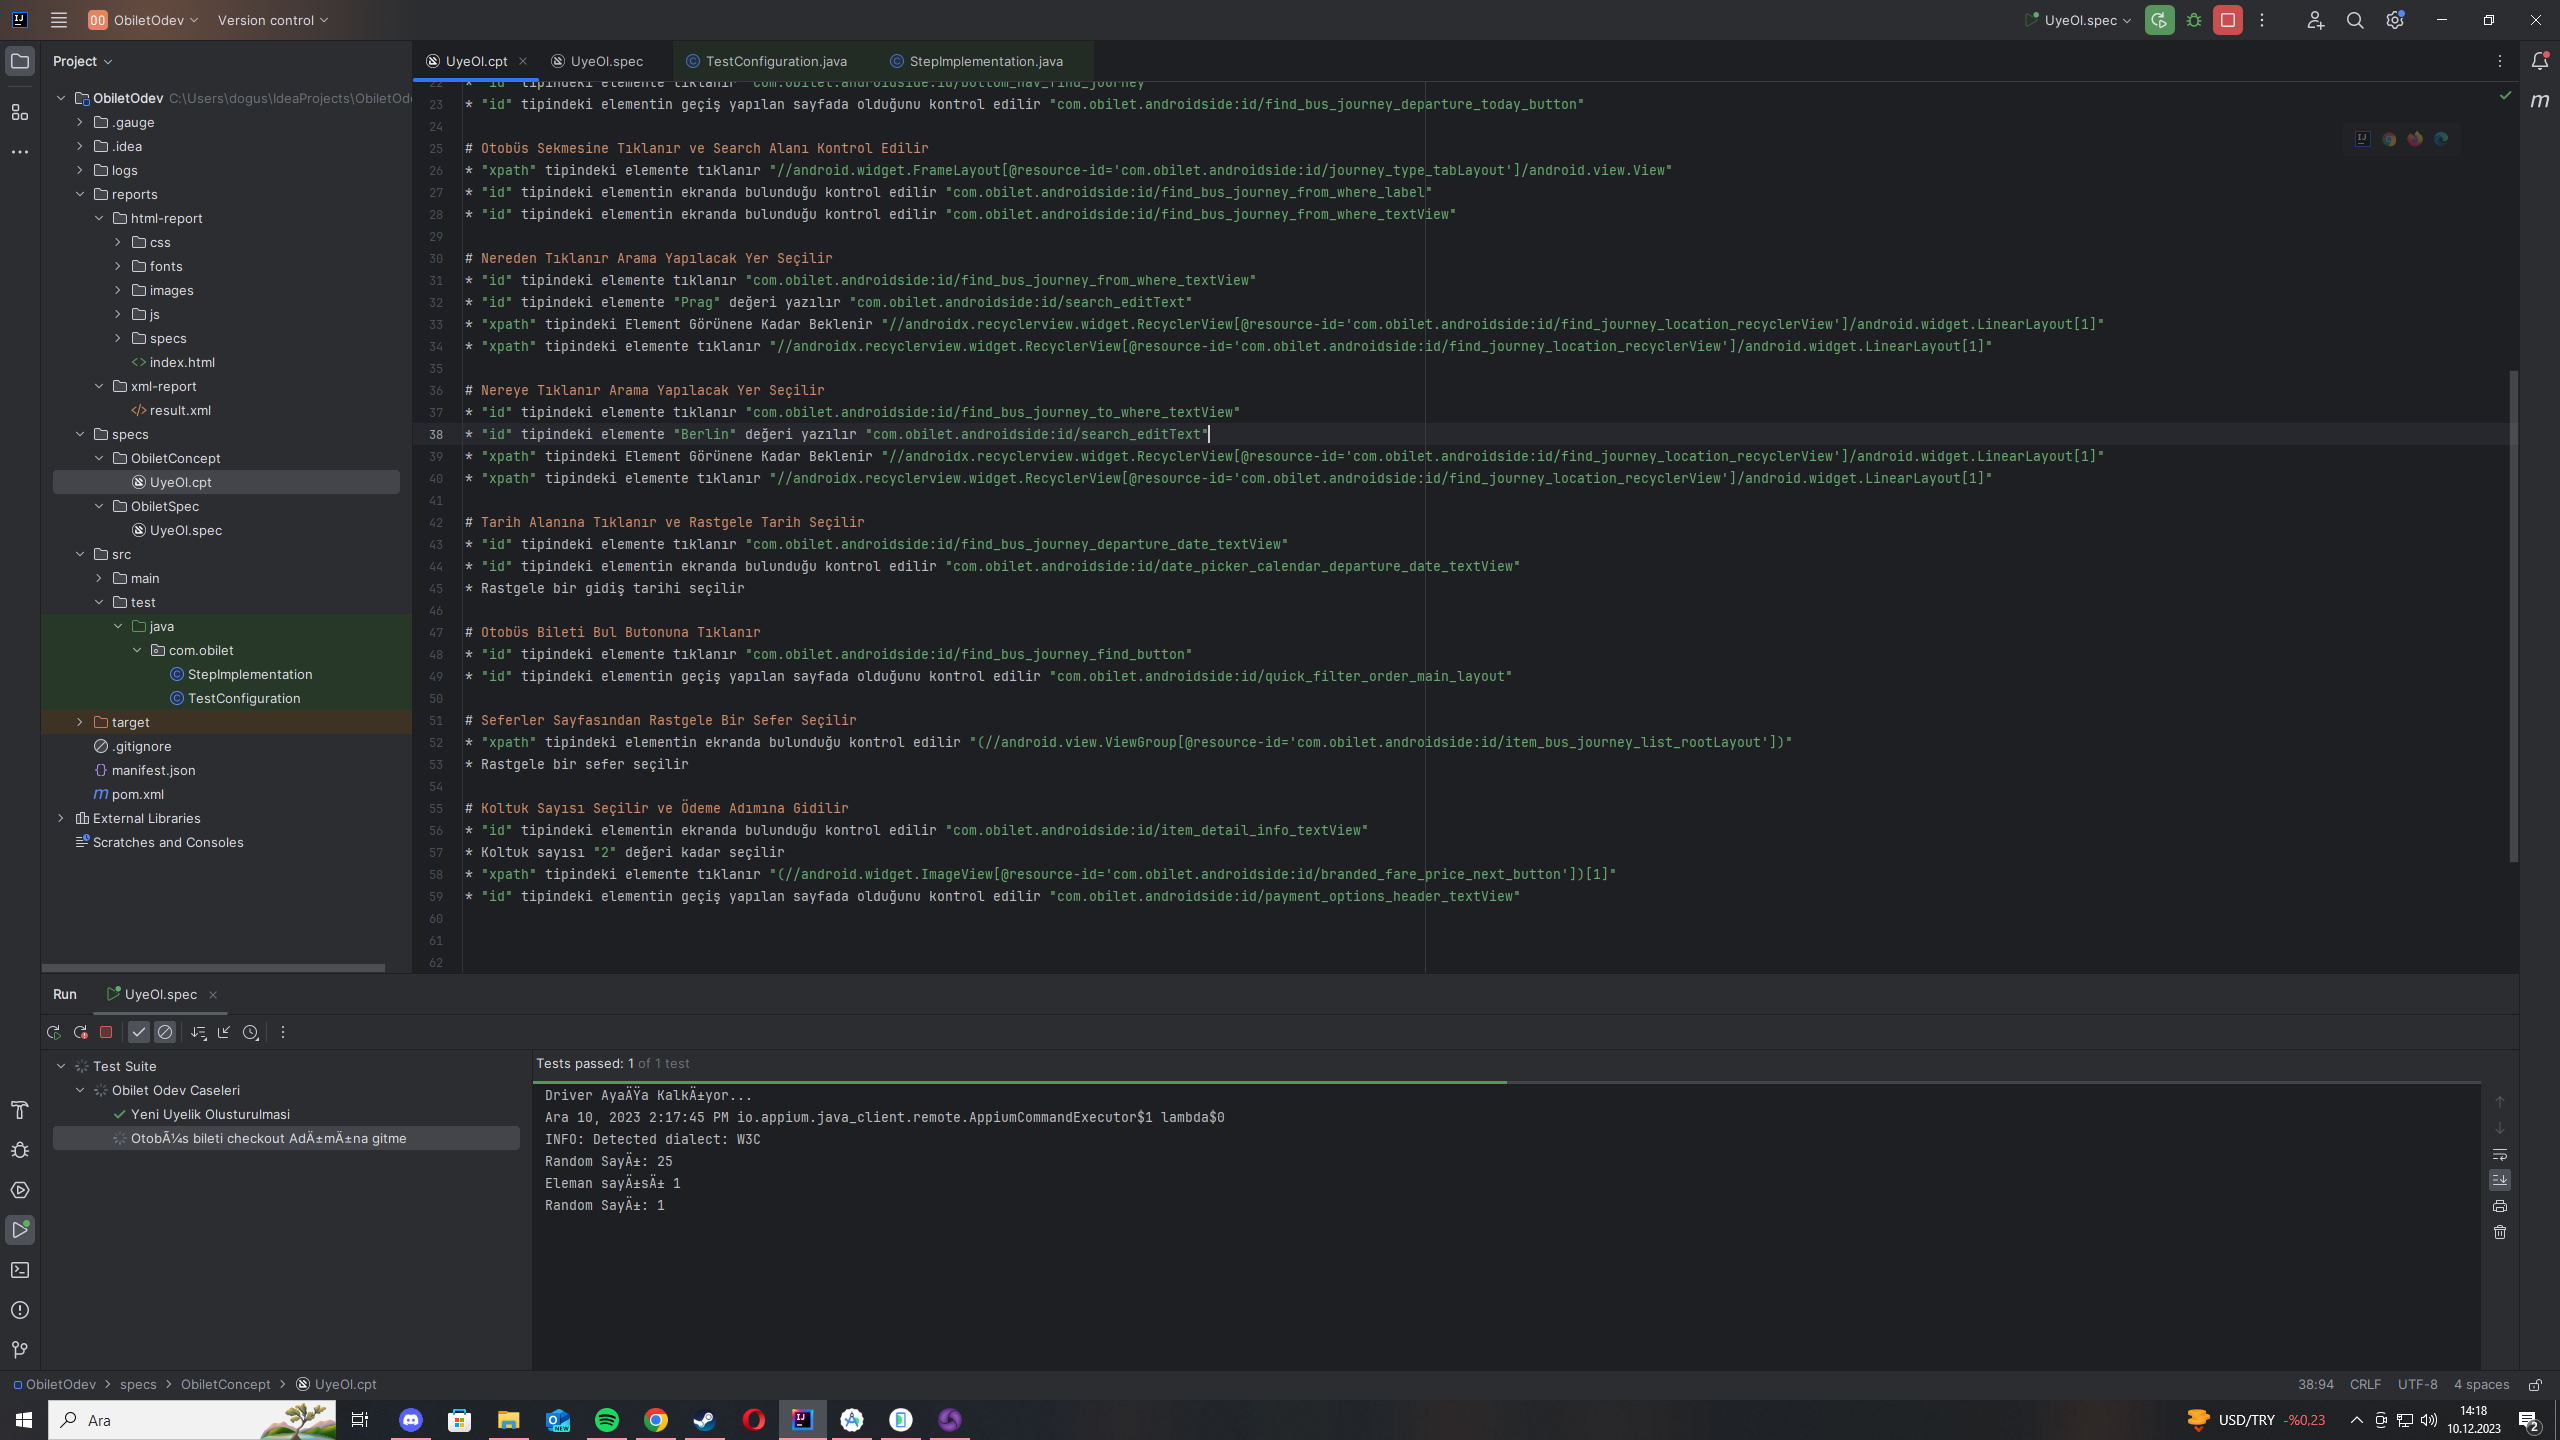 OO ObiletOdev Version control UyeOl.spec
Project UyeOl.cpt UyeOl.spec TestConfiguration.java StepImplementation.java
ObiletOdev C:\Users\dogus\IdeaProjects\ObiletOd
.gauge
.idea
logs
reports
html-report
css
fonts
images
js
specs
index.html
xml-report
result.xml
specs
ObiletConcept
UyeOl.cpt
ObiletSpec
UyeOl.spec
src
main
test
java
com.obilet
StepImplementation
TestConfiguration
target
.gitignore
manifest.json
pom.xml
External Libraries
Scratches and Consoles
22 * "id" tipindeki elemente tıklanır "com.obilet.androidside:id/bottom_nav_find_journey"
23 * "id" tipindeki elementin geçiş yapılan sayfada olduğunu kontrol edilir "com.obilet.androidside:id/find_bus_journey_departure_today_button"
24
25 # Otobüs Sekmesine Tıklanır ve Search Alanı Kontrol Edilir
26 * "xpath" tipindeki elemente tıklanır "//android.widget.FrameLayout[@resource-id='com.obilet.androidside:id/journey_type_tabLayout']/android.view.View"
27 * "id" tipindeki elementin ekranda bulunduğu kontrol edilir "com.obilet.androidside:id/find_bus_journey_from_where_label"
28 * "id" tipindeki elementin ekranda bulunduğu kontrol edilir "com.obilet.androidside:id/find_bus_journey_from_where_textView"
29
30 # Nereden Tıklanır Arama Yapılacak Yer Seçilir
31 * "id" tipindeki elemente tıklanır "com.obilet.androidside:id/find_bus_journey_from_where_textView"
32 * "id" tipindeki elemente "Prag" değeri yazılır "com.obilet.androidside:id/search_editText"
33 * "xpath" tipindeki Element Görünene Kadar Beklenir "//androidx.recyclerview.widget.RecyclerView[@resource-id='com.obilet.androidside:id/find_journey_location_recyclerView']/android.widget.LinearLayout[1]"
34 * "xpath" tipindeki elemente tıklanır "//androidx.recyclerview.widget.RecyclerView[@resource-id='com.obilet.androidside:id/find_journey_location_recyclerView']/android.widget.LinearLayout[1]"
35
36 # Nereye Tıklanır Arama Yapılacak Yer Seçilir
37 * "id" tipindeki elemente tıklanır "com.obilet.androidside:id/find_bus_journey_to_where_textView"
38 * "id" tipindeki elemente "Berlin" değeri yazılır "com.obilet.androidside:id/search_editText"
39 * "xpath" tipindeki Element Görünene Kadar Beklenir "//androidx.recyclerview.widget.RecyclerView[@resource-id='com.obilet.androidside:id/find_journey_location_recyclerView']/android.widget.LinearLayout[1]"
40 * "xpath" tipindeki elemente tıklanır "//androidx.recyclerview.widget.RecyclerView[@resource-id='com.obilet.androidside:id/find_journey_location_recyclerView']/android.widget.LinearLayout[1]"
41
42 # Tarih Alanına Tıklanır ve Rastgele Tarih Seçilir
43 * "id" tipindeki elemente tıklanır "com.obilet.androidside:id/find_bus_journey_departure_date_textView"
44 * "id" tipindeki elementin ekranda bulunduğu kontrol edilir "com.obilet.androidside:id/date_picker_calendar_departure_date_textView"
45 * Rastgele bir gidiş tarihi seçilir
46
47 # Otobüs Bileti Bul Butonuna Tıklanır
48 * "id" tipindeki elemente tıklanır "com.obilet.androidside:id/find_bus_journey_find_button"
49 * "id" tipindeki elementin geçiş yapılan sayfada olduğunu kontrol edilir "com.obilet.androidside:id/quick_filter_order_main_layout"
50
51 # Seferler Sayfasından Rastgele Bir Sefer Seçilir
52 * "xpath" tipindeki elementin ekranda bulunduğu kontrol edilir "(//android.view.ViewGroup[@resource-id='com.obilet.androidside:id/item_bus_journey_list_rootLayout'])"
53 * Rastgele bir sefer seçilir
54
55 # Koltuk Sayısı Seçilir ve Ödeme Adımına Gidilir
56 * "id" tipindeki elementin ekranda bulunduğu kontrol edilir "com.obilet.androidside:id/item_detail_info_textView"
57 * Koltuk sayısı "2" değeri kadar seçilir
58 * "xpath" tipindeki elemente tıklanır "(//android.widget.ImageView[@resource-id='com.obilet.androidside:id/branded_fare_price_next_button'])[1]"
59 * "id" tipindeki elementin geçiş yapılan sayfada olduğunu kontrol edilir "com.obilet.androidside:id/payment_options_header_textView"
60
61
62
Run UyeOl.spec
Test Suite
Obilet Odev Caseleri
Yeni Uyelik Olusturulmasi
OtobÃ¼s bileti checkout AdÄ±mÄ±na gitme
Tests passed: 1 of 1 test
Driver AyaÄŸa KalkÄ±yor...
Ara 10, 2023 2:17:45 PM io.appium.java_client.remote.AppiumCommandExecutor$1 lambda$0
INFO: Detected dialect: W3C
Random SayÄ±: 25
Eleman sayÄ±sÄ± 1
Random SayÄ±: 1
ObiletOdev > specs > ObiletConcept > UyeOl.cpt 38:94 CRLF UTF-8 4 spaces
Ara USD/TRY -%0,23 14:18
10.12.2023 2